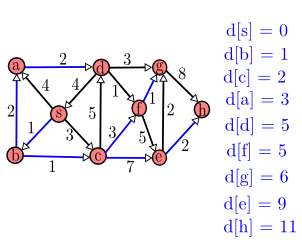 d[s] = 0
d[b] = 1
d[c] = 2
d[a] = 3
d[d] = 5
d[f] = 5
d[g] = 6
d[e] = 9
d[h] = 11
a 2 d 3 g
8
4 4 1
2 s 5 f 1 2 h
1 3 3 5 2
b 1 c 7 e